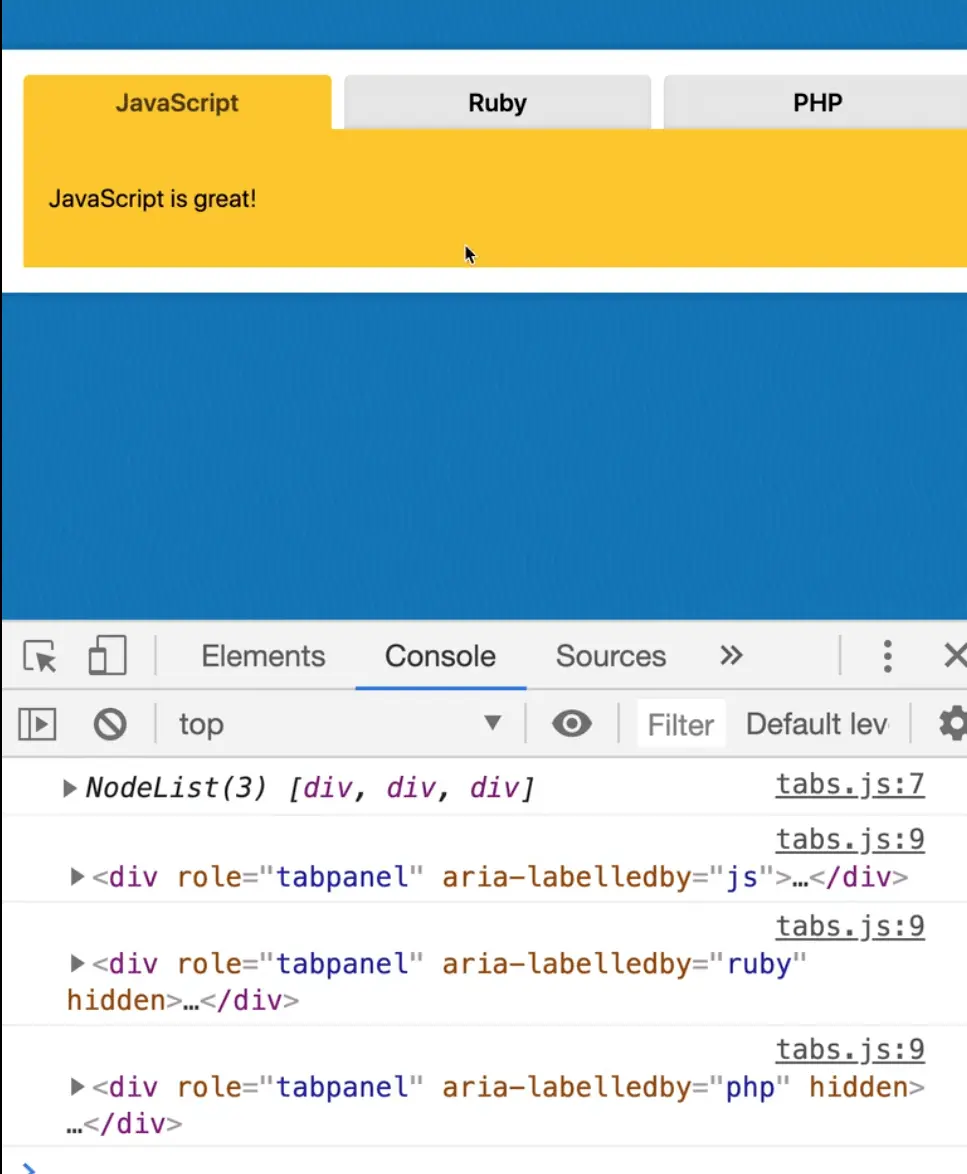 JavaScript Ruby PHP
JavaScript is great!
Elements Console Sources »
top ▼ Filter Default lev
▶ NodeList(3) [div, div, div] tabs.js:7
tabs.js:9
▶ <div role="tabpanel" aria-labelledby="js">…</div>
tabs.js:9
▶ <div role="tabpanel" aria-labelledby="ruby"
hidden>…</div>
tabs.js:9
▶ <div role="tabpanel" aria-labelledby="php" hidden>
…</div>